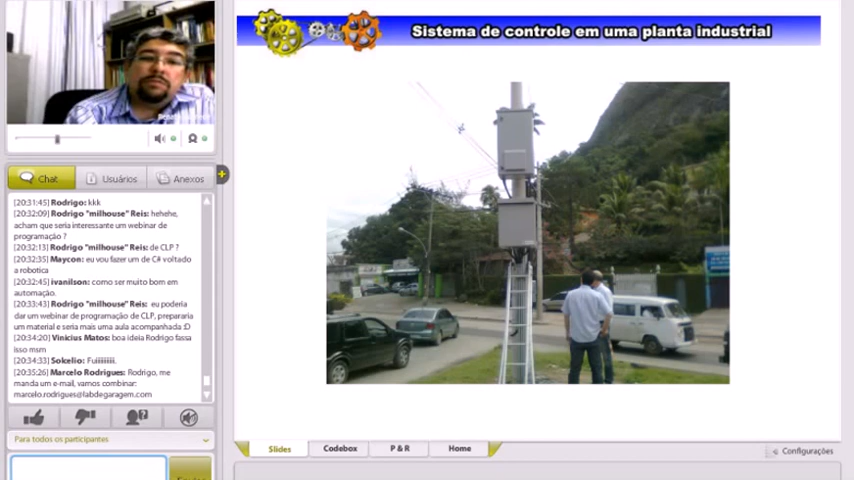 Sistema de controle em uma planta industrial
Chat
Usuários
Anexos
[20:31:45] Rodrigo: kkk
[20:32:09] Rodrigo "milhouse" Reis: hehehe,
acham que seria interessante um webinar de
programação ?
[20:32:13] Rodrigo "milhouse" Reis: de CLP ?
[20:32:35] Maycon: eu vou fazer um de C# voltado
a robotica
[20:32:45] ivanilson: como ser muito bom em
automação.
[20:33:43] Rodrigo "milhouse" Reis: eu poderia
dar um webinar de programação de CLP, prepararia
um material e seria mais uma aula acompanhada :D
[20:34:20] Vinicius Matos: boa ideia Rodrigo fassa
isso msm
[20:34:33] Sokcelio: Fuiiiiiiiiii.
[20:35:26] Marcelo Rodrigues: Rodrigo, me
manda um e-mail, vamos combinar:
marcelo.rodrigues@labdegaragem.com
Para todos os participantes
Slides
Codebox
P & R
Home
Configurações